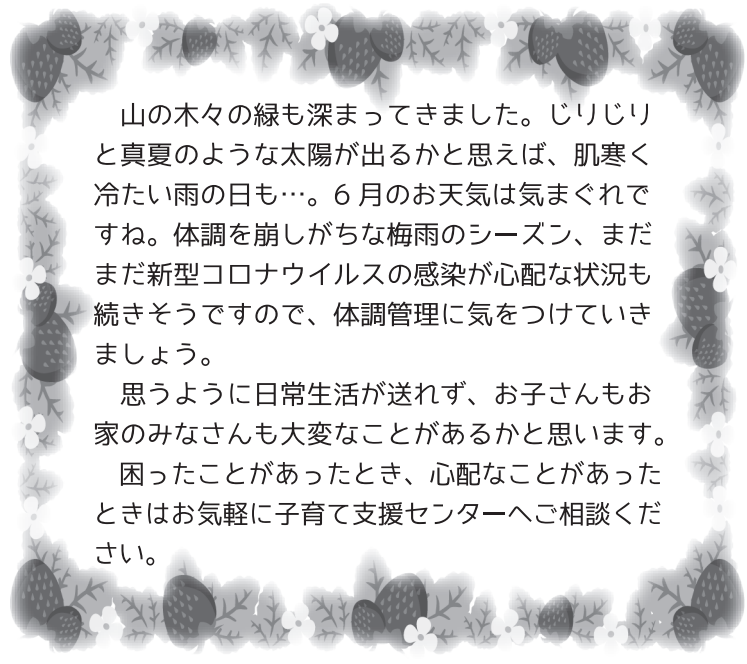 山の木々の緑も深まってきました。じりじり
と真夏のような太陽が出るかと思えば、肌寒く
冷たい雨の日も…。6 月のお天気は気まぐれで
すね。体調を崩しがちな梅雨のシーズン、まだ
まだ新型コロナウイルスの感染が心配な状況も
続きそうですので、体調管理に気をつけていき
ましょう。
　思うように日常生活が送れず、お子さんもお
家のみなさんも大変なことがあるかと思います。
　困ったことがあったとき、心配なことがあった
ときはお気軽に子育て支援センターへご相談くだ
さい。